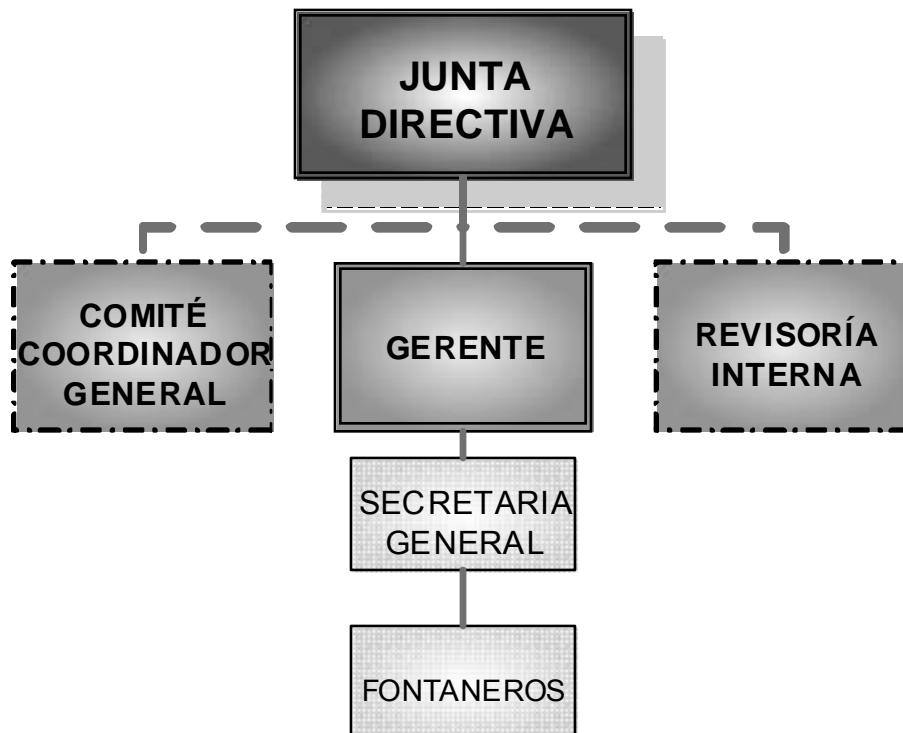 JUNTA
DIRECTIVA
COMITÉ
COORDINADOR
GENERAL
GERENTE
REVISORÍA
INTERNA
SECRETARIA
GENERAL
FONTANEROS